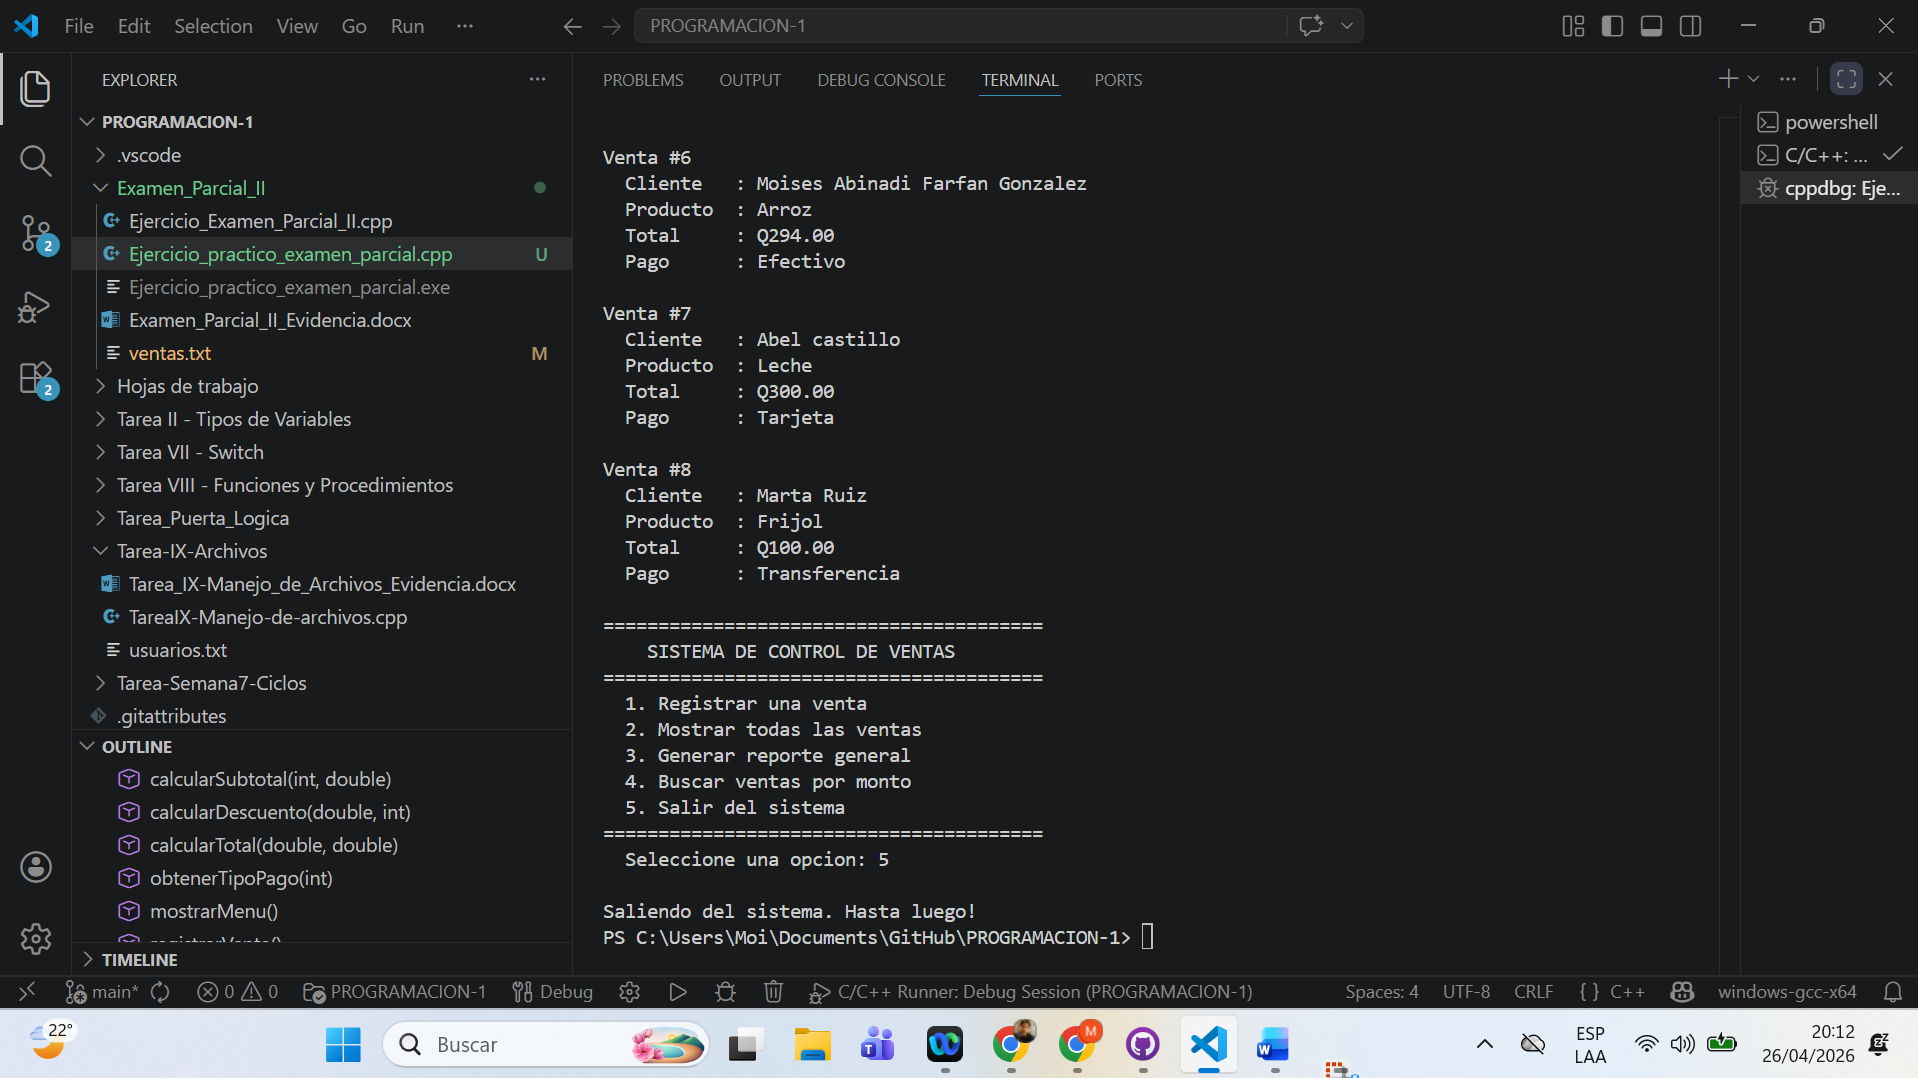 File Edit Selection View Go Run ···
PROGRAMACION-1
EXPLORER
PROGRAMACION-1
.vscode
Examen_Parcial_II
Ejercicio_Examen_Parcial_II.cpp
Ejercicio_practico_examen_parcial.cpp U
Ejercicio_practico_examen_parcial.exe
Examen_Parcial_II_Evidencia.docx
ventas.txt M
Hojas de trabajo
Tarea II - Tipos de Variables
Tarea VII - Switch
Tarea VIII - Funciones y Procedimientos
Tarea_Puerta_Logica
Tarea-IX-Archivos
Tarea_IX-Manejo_de_Archivos_Evidencia.docx
TareaIX-Manejo-de-archivos.cpp
usuarios.txt
Tarea-Semana7-Ciclos
.gitattributes
2
2
OUTLINE
calcularSubtotal(int, double)
calcularDescuento(double, int)
calcularTotal(double, double)
obtenerTipoPago(int)
mostrarMenu()
TIMELINE
PROBLEMS OUTPUT DEBUG CONSOLE TERMINAL PORTS
Venta #6
Cliente : Moises Abinadi Farfan Gonzalez
Producto : Arroz
Total : Q294.00
Pago : Efectivo
Venta #7
Cliente : Abel castillo
Producto : Leche
Total : Q300.00
Pago : Tarjeta
Venta #8
Cliente : Marta Ruiz
Producto : Frijol
Total : Q100.00
Pago : Transferencia
========================================
SISTEMA DE CONTROL DE VENTAS
========================================
1. Registrar una venta
2. Mostrar todas las ventas
3. Generar reporte general
4. Buscar ventas por monto
5. Salir del sistema
========================================
Seleccione una opcion: 5
Saliendo del sistema. Hasta luego!
PS C:\Users\Moi\Documents\GitHub\PROGRAMACION-1>
powershell
C/C++: ...
cppdbg: Eje...
main* 0 0 PROGRAMACION-1 Debug C/C++ Runner: Debug Session (PROGRAMACION-1) Spaces: 4 UTF-8 CRLF { } C++ windows-gcc-x64
22°
Buscar
M
ESP
LAA
20:12
26/04/2026